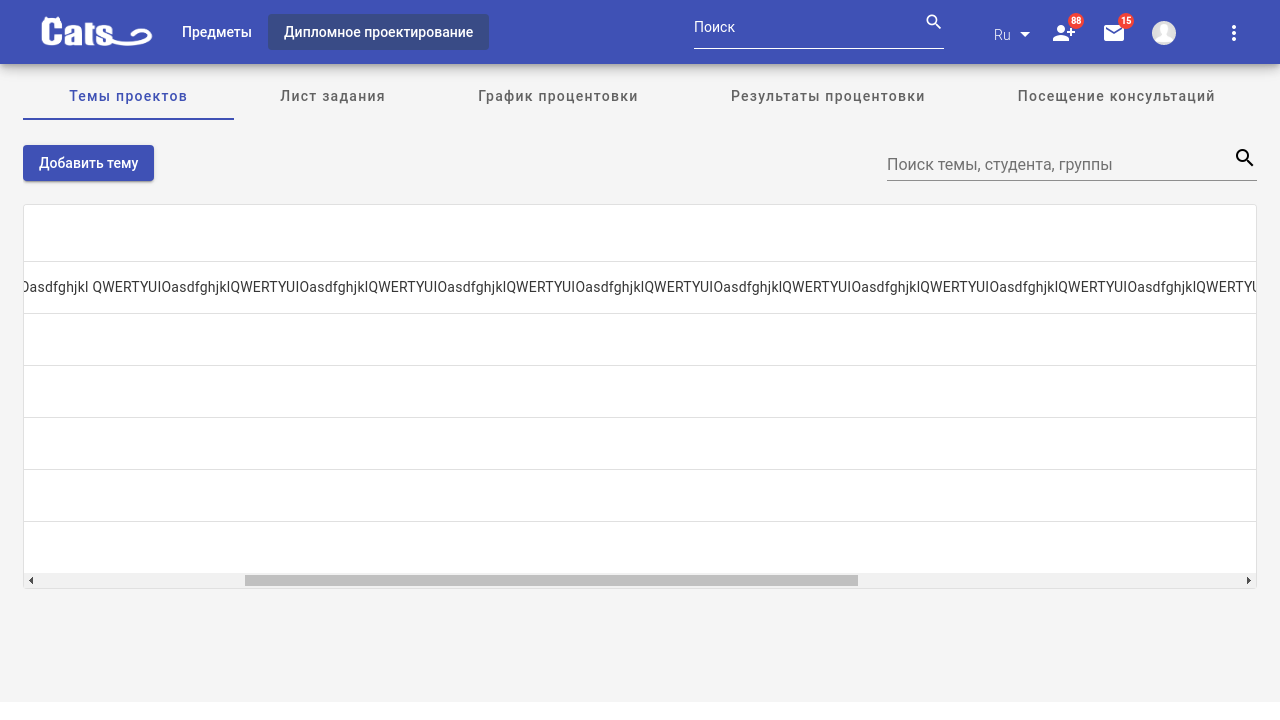 Cats
Предметы
Дипломное проектирование
Поиск
Ru
88
15
Темы проектов
Лист задания
График процентовки
Результаты процентовки
Посещение консультаций
Добавить тему
Поиск темы, студента, группы
Oasdfghjkl QWERTYUIOasdfghjklQWERTYUIOasdfghjklQWERTYUIOasdfghjklQWERTYUIOasdfghjklQWERTYUIOasdfghjklQWERTYUIOasdfghjklQWERTYUIOasdfghjklQWERTYUIOasdfghjklQWERTYU